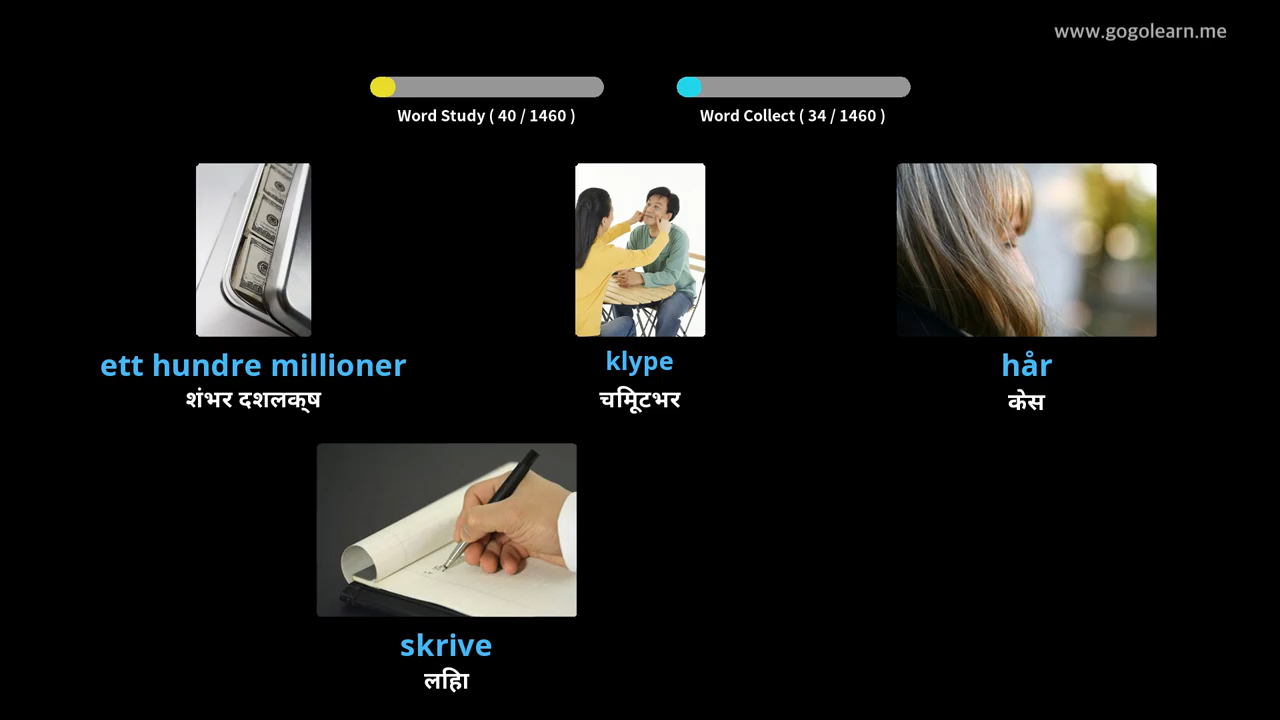 www.gogolearn.me
Word Study ( 40 / 1460 )
Word Collect ( 34 / 1460 )
ett hundre millioner
शंभर दशलक्ष
klype
चिमूटभर
hår
केस
skrive
लिहा